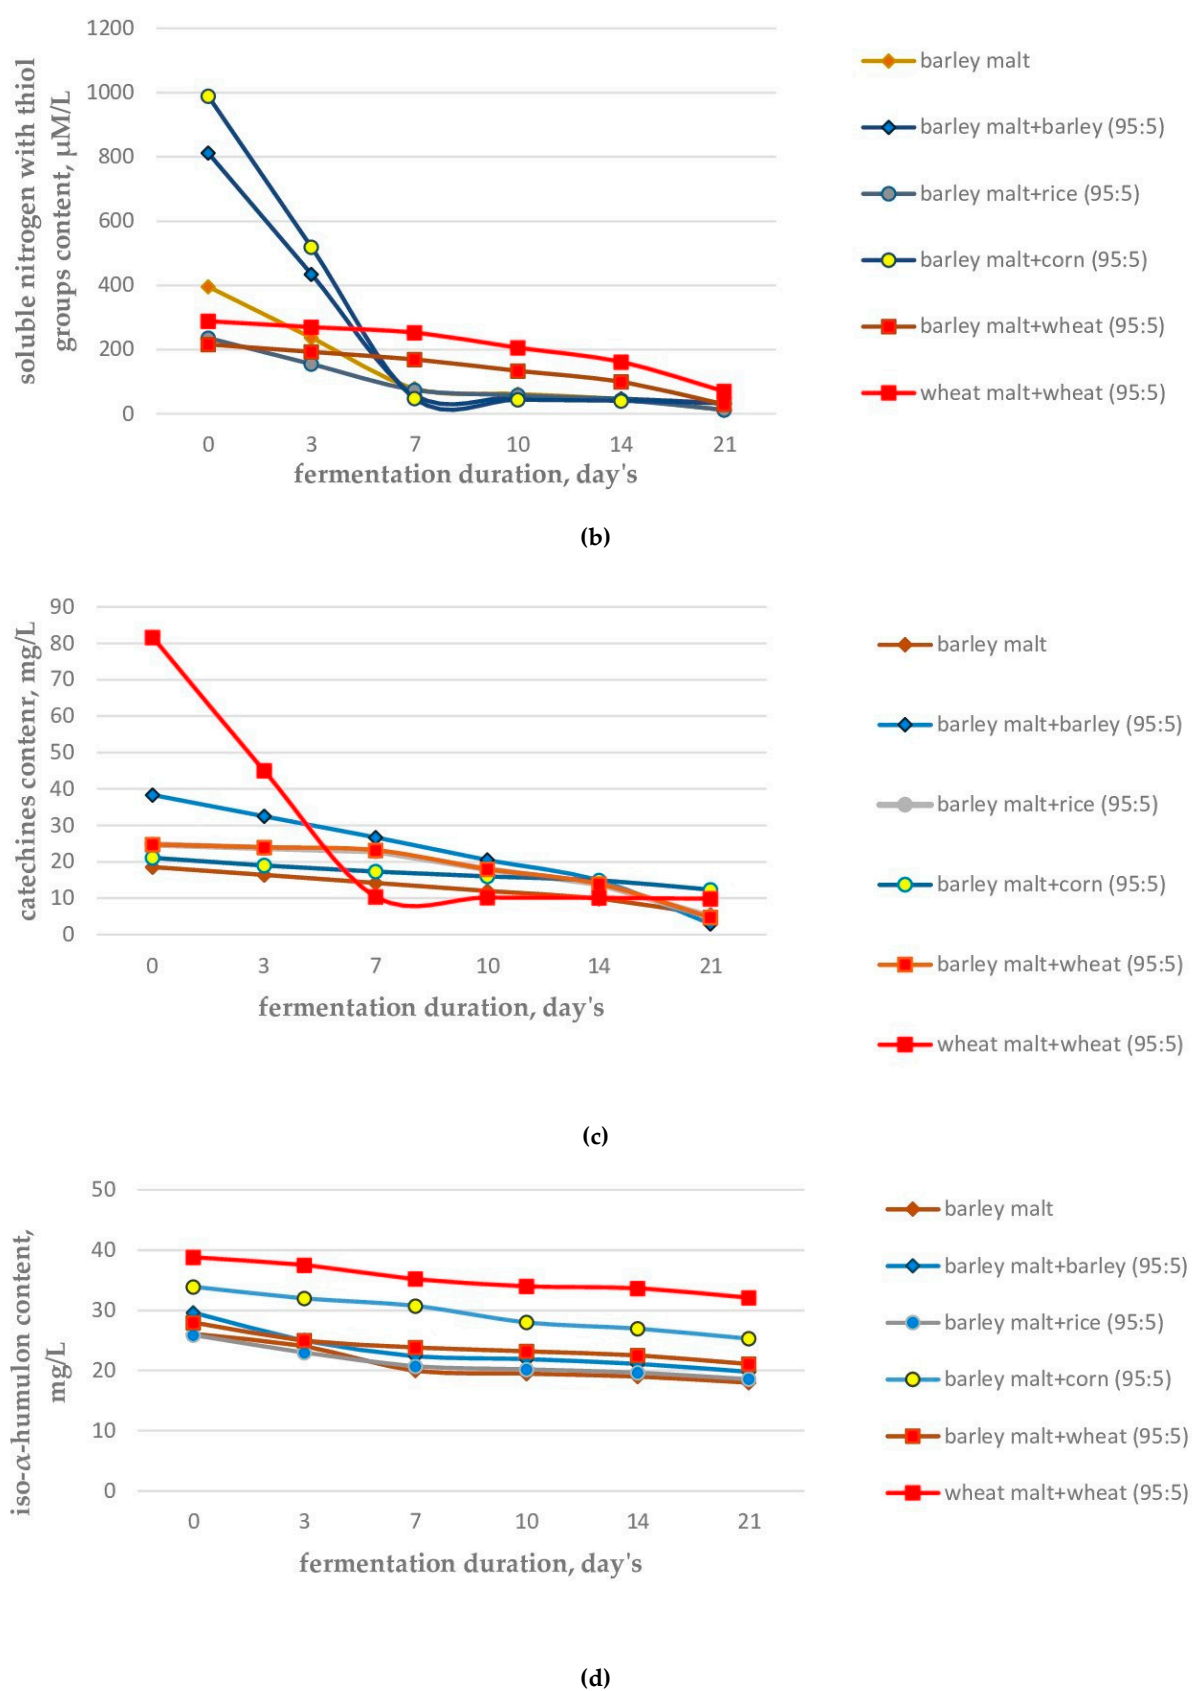 soluble nitrogen with thiol
groups content, µM/L
1200
1000
800
600
400
200
0
0 3 7 10 14 21
fermentation duration, day's
barley malt
barley malt+barley (95:5)
barley malt+rice (95:5)
barley malt+corn (95:5)
barley malt+wheat (95:5)
wheat malt+wheat (95:5)
(b)
catechines contenr, mg/L
90
80
70
60
50
40
30
20
10
0
0 3 7 10 14 21
fermentation duration, day's
barley malt
barley malt+barley (95:5)
barley malt+rice (95:5)
barley malt+corn (95:5)
barley malt+wheat (95:5)
wheat malt+wheat (95:5)
(c)
iso-α-humulon content,
mg/L
50
40
30
20
10
0
0 3 7 10 14 21
fermentation duration, day's
barley malt
barley malt+barley (95:5)
barley malt+rice (95:5)
barley malt+corn (95:5)
barley malt+wheat (95:5)
wheat malt+wheat (95:5)
(d)